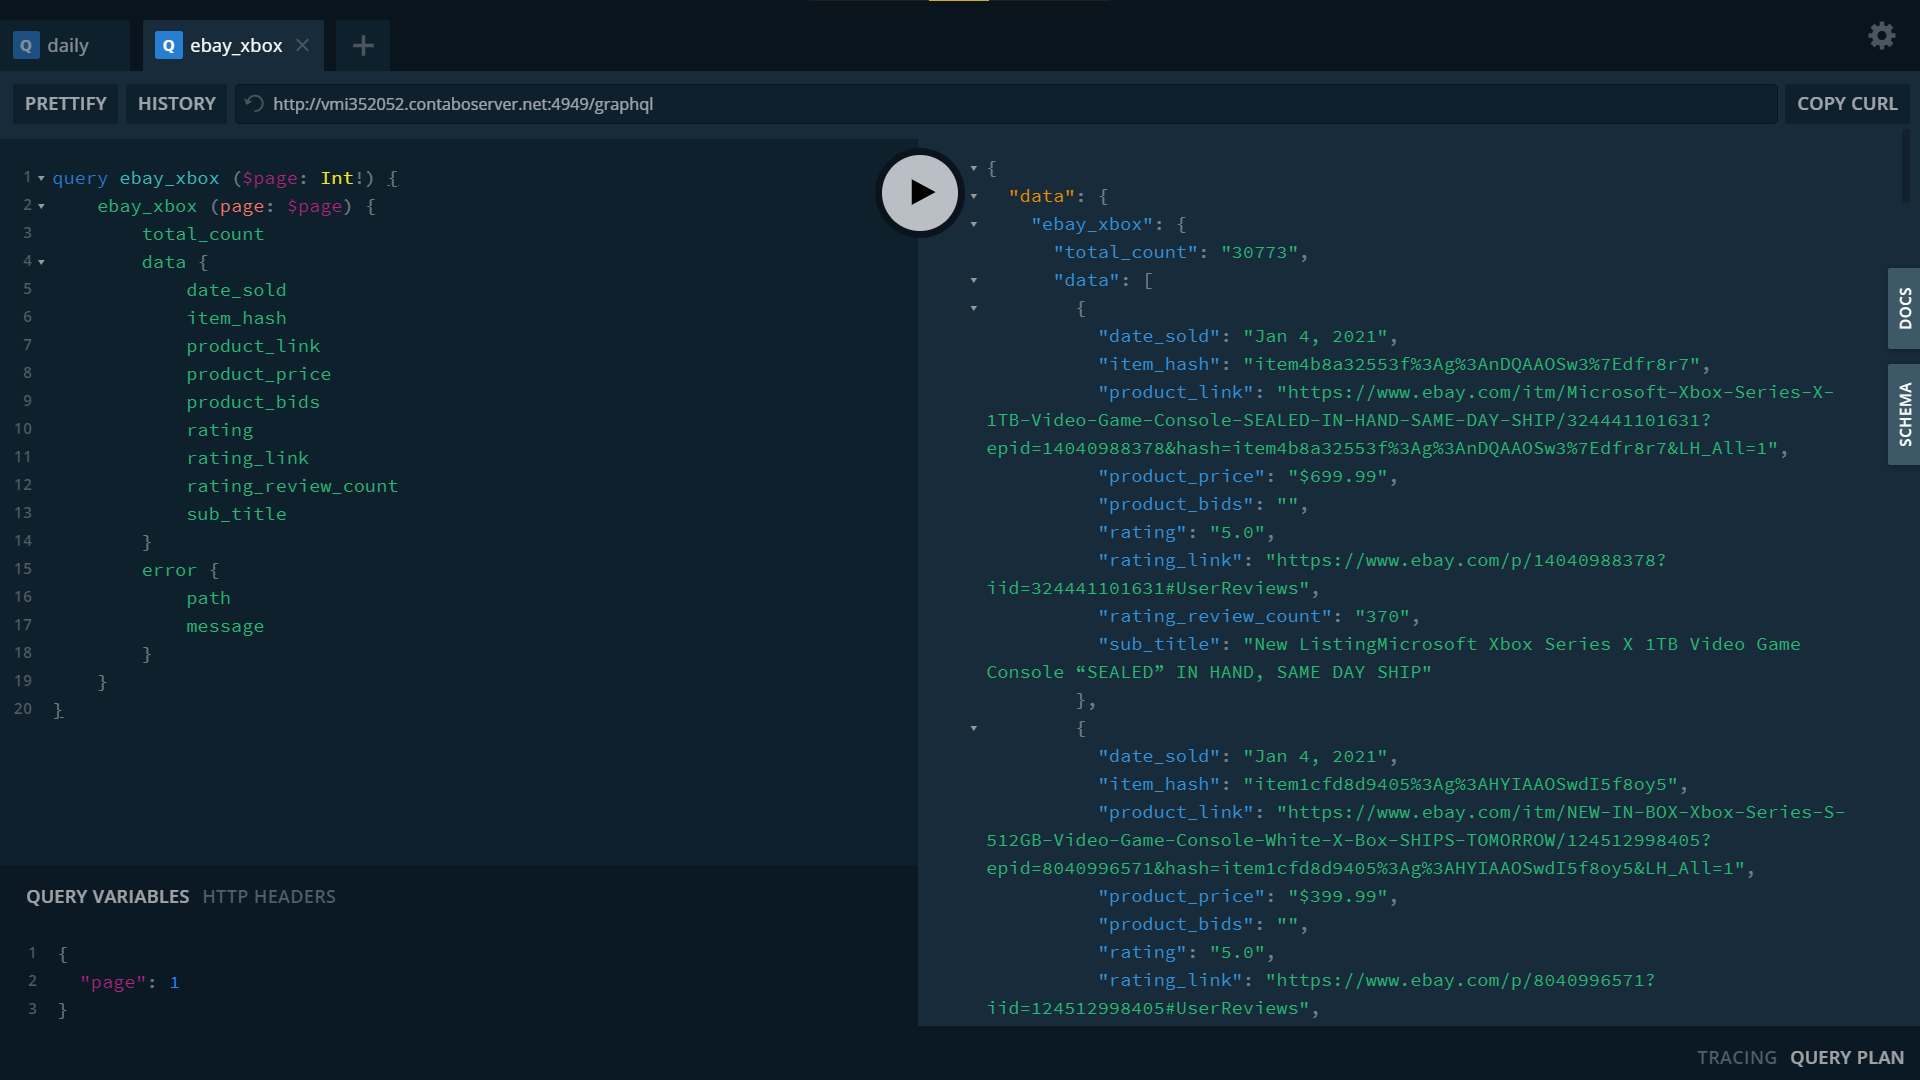 Q daily
Q ebay_xbox
PRETTIFY HISTORY http://vmi352052.contaboserver.net:4949/graphql COPY CURL
1 query ebay_xbox ($page: Int!) {
2 ebay_xbox (page: $page) {
3 total_count
4 data {
5 date_sold
6 item_hash
7 product_link
8 product_price
9 product_bids
10 rating
11 rating_link
12 rating_review_count
13 sub_title
14 }
15 error {
16 path
17 message
18 }
19 }
20 }
QUERY VARIABLES HTTP HEADERS
1 {
2 "page": 1
3 }
{
"data": {
"ebay_xbox": {
"total_count": "30773",
"data": [
{
"date_sold": "Jan 4, 2021",
"item_hash": "item4b8a32553f%3Ag%3AnDQAAOSw3%7Edfr8r7",
"product_link": "https://www.ebay.com/itm/Microsoft-Xbox-Series-X-
1TB-Video-Game-Console-SEALED-IN-HAND-SAME-DAY-SHIP/324441101631?
epid=14040988378&hash=item4b8a32553f%3Ag%3AnDQAAOSw3%7Edfr8r7&LH_All=1",
"product_price": "$699.99",
"product_bids": "",
"rating": "5.0",
"rating_link": "https://www.ebay.com/p/14040988378?
iid=324441101631#UserReviews",
"rating_review_count": "370",
"sub_title": "New ListingMicrosoft Xbox Series X 1TB Video Game
Console “SEALED” IN HAND, SAME DAY SHIP"
},
{
"date_sold": "Jan 4, 2021",
"item_hash": "item1cfd8d9405%3Ag%3AHYIAAOSwdI5f8oy5",
"product_link": "https://www.ebay.com/itm/NEW-IN-BOX-Xbox-Series-S-
512GB-Video-Game-Console-White-X-Box-SHIPS-TOMORROW/124512998405?
epid=8040996571&hash=item1cfd8d9405%3Ag%3AHYIAAOSwdI5f8oy5&LH_All=1",
"product_price": "$399.99",
"product_bids": "",
"rating": "5.0",
"rating_link": "https://www.ebay.com/p/8040996571?
iid=124512998405#UserReviews",
DOCS
SCHEMA
TRACING QUERY PLAN